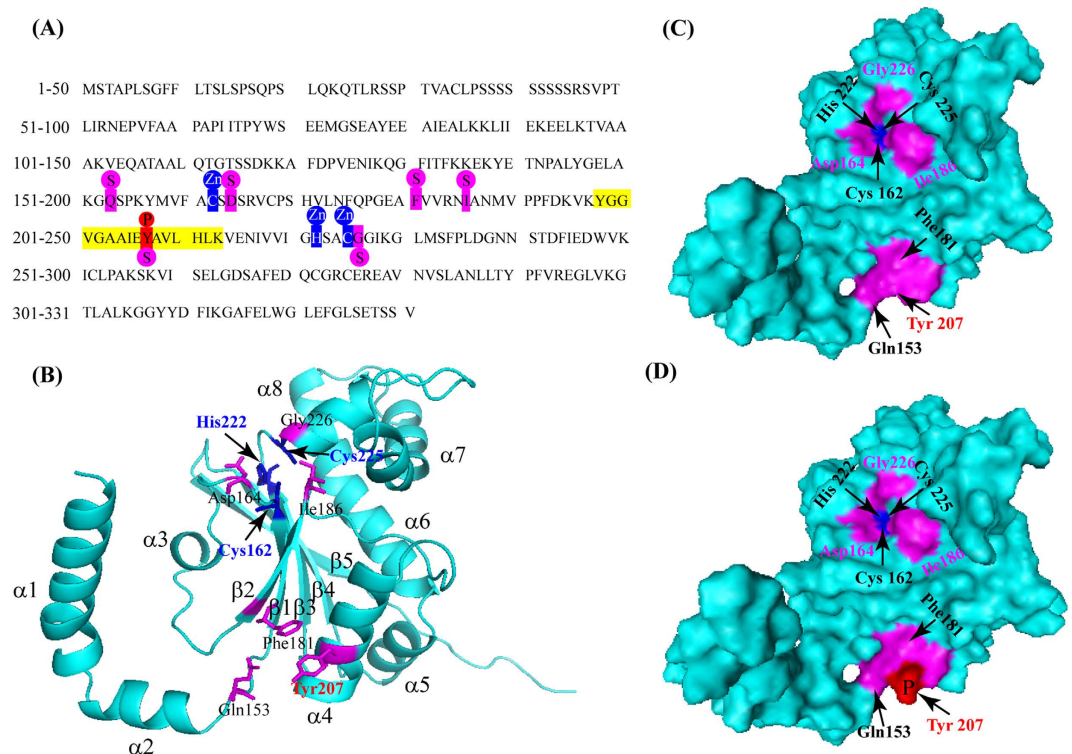 (A)
1-50 MSTAPLSGFF LTSLSPSQPS LQKQTLRSSP TVACLPSSSS SSSSSSRSVPT
51-100 LIRNEPVFAA PAPIITPYWS EEMGSEAYEE AIEALKKLII EKEELKTVAA
101-150 AKVEQATAAL QTGTSSDKKA FDPVENIKQG FITFKKEKYE TNPALYGELA
S Zn S S S
151-200 KGQSPKYMVF ACSDSRVCPS HVLNFQPGEA FVVRNIANMV PPFDKVKYGG
P Zn Zn
201-250 VGAAIEYAVL HLKVENIVVI GHSACGGIKG LMSFPLDGNN STDFIEDWVK
S S
251-300 ICLPAKSKVI SELGDSAFED QCGRCEREAV NVSLANLLTY PFVREGLVKG
301-331 TLALKGGYYD FIKGAFELWG LEFGLSETSS V
(B)
α8
His222
Gly226
Cys225
α7
Asp164
Ile186
α3
Cys162
α6
α1
β5
β2
β4
β1
β3
Phe181
Tyr207
α5
Gln153
α4
α2
(C)
Gly226
His 222
Cys 225
Asp164
Ile186
Cys 162
Phe181
Tyr 207
Gln153
(D)
Gly226
His 222
Cys 225
Asp164
Ile186
Cys 162
Phe181
P
Gln153
Tyr 207